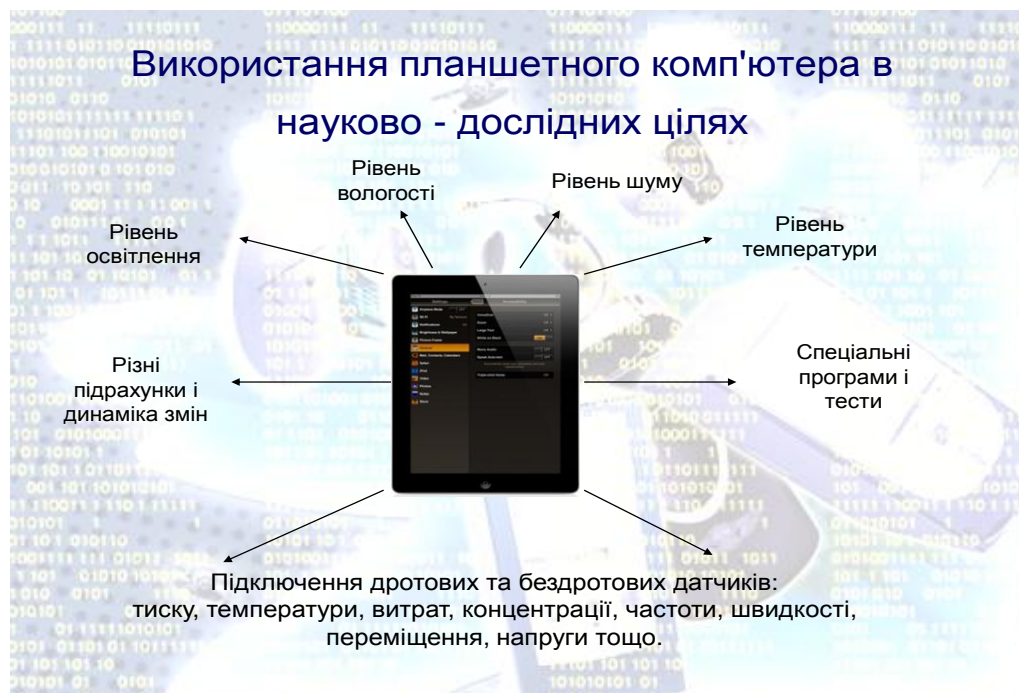 Використання планшетного комп'ютера в
науково - дослідних цілях
Рівень
вологості
Рівень шуму
Рівень
освітлення
Рівень
температури
Різні
підрахунки і
динаміка змін
Спеціальні
програми і
тести
Підключення дротових та бездротових датчиків:
тиску, температури, витрат, концентрації, частоти, швидкості,
переміщення, напруги тощо.